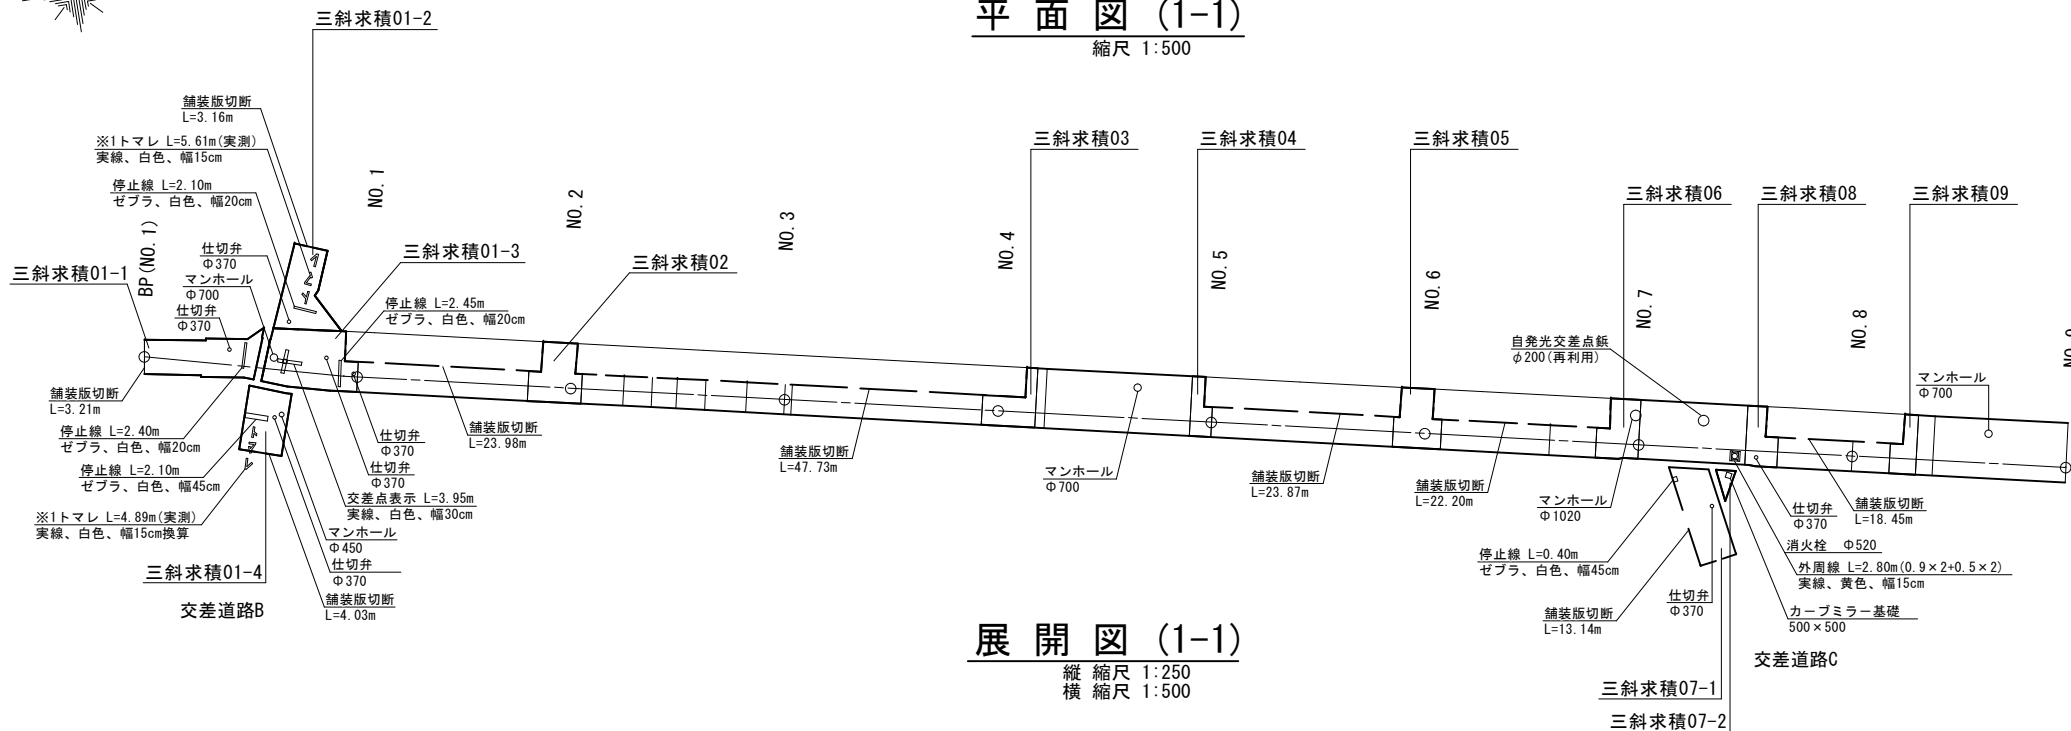 平面図 (1-1)
縮尺 1:500
三斜求積01-2
舗装版切断
L=3.16m
※1トマレ L=5.61m(実測)
実線、白色、幅15cm
停止線 L=2.10m
ゼブラ、白色、幅20cm
仕切弁
Φ370
マンホール
Φ700
仕切弁
Φ370
三斜求積01-1
BP(NO.1)
NO.1
NO.2
NO.3
NO.4
NO.5
NO.6
NO.7
NO.8
三斜求積01-3
三斜求積02
三斜求積03
三斜求積04
三斜求積05
三斜求積06
三斜求積08
三斜求積09
停止線 L=2.45m
ゼブラ、白色、幅20cm
自発光交差点鋲
φ200(再利用)
マンホール
Φ700
トマレ
舗装版切断
L=3.21m
停止線 L=2.40m
ゼブラ、白色、幅20cm
停止線 L=2.10m
ゼブラ、白色、幅45cm
※1トマレ L=4.89m(実測)
実線、白色、幅15cm換算
トマレ
三斜求積01-4
交差道路B
仕切弁
Φ370
仕切弁
Φ370
交差点表示 L=3.95m
実線、白色、幅30cm
マンホール
Φ450
仕切弁
Φ370
舗装版切断
L=4.03m
舗装版切断
L=23.98m
舗装版切断
L=47.73m
マンホール
Φ700
舗装版切断
L=23.87m
舗装版切断
L=22.20m
マンホール
Φ1020
停止線 L=0.40m
ゼブラ、白色、幅45cm
舗装版切断
L=13.14m
仕切弁
Φ370
仕切弁
Φ370
舗装版切断
L=18.45m
消火栓 Φ520
外周線 L=2.80m(0.9×2+0.5×2)
実線、黄色、幅15cm
カーブミラー基礎
500×500
交差道路C
三斜求積07-1
三斜求積07-2
展開図 (1-1)
縦 縮尺 1:250
横 縮尺 1:500